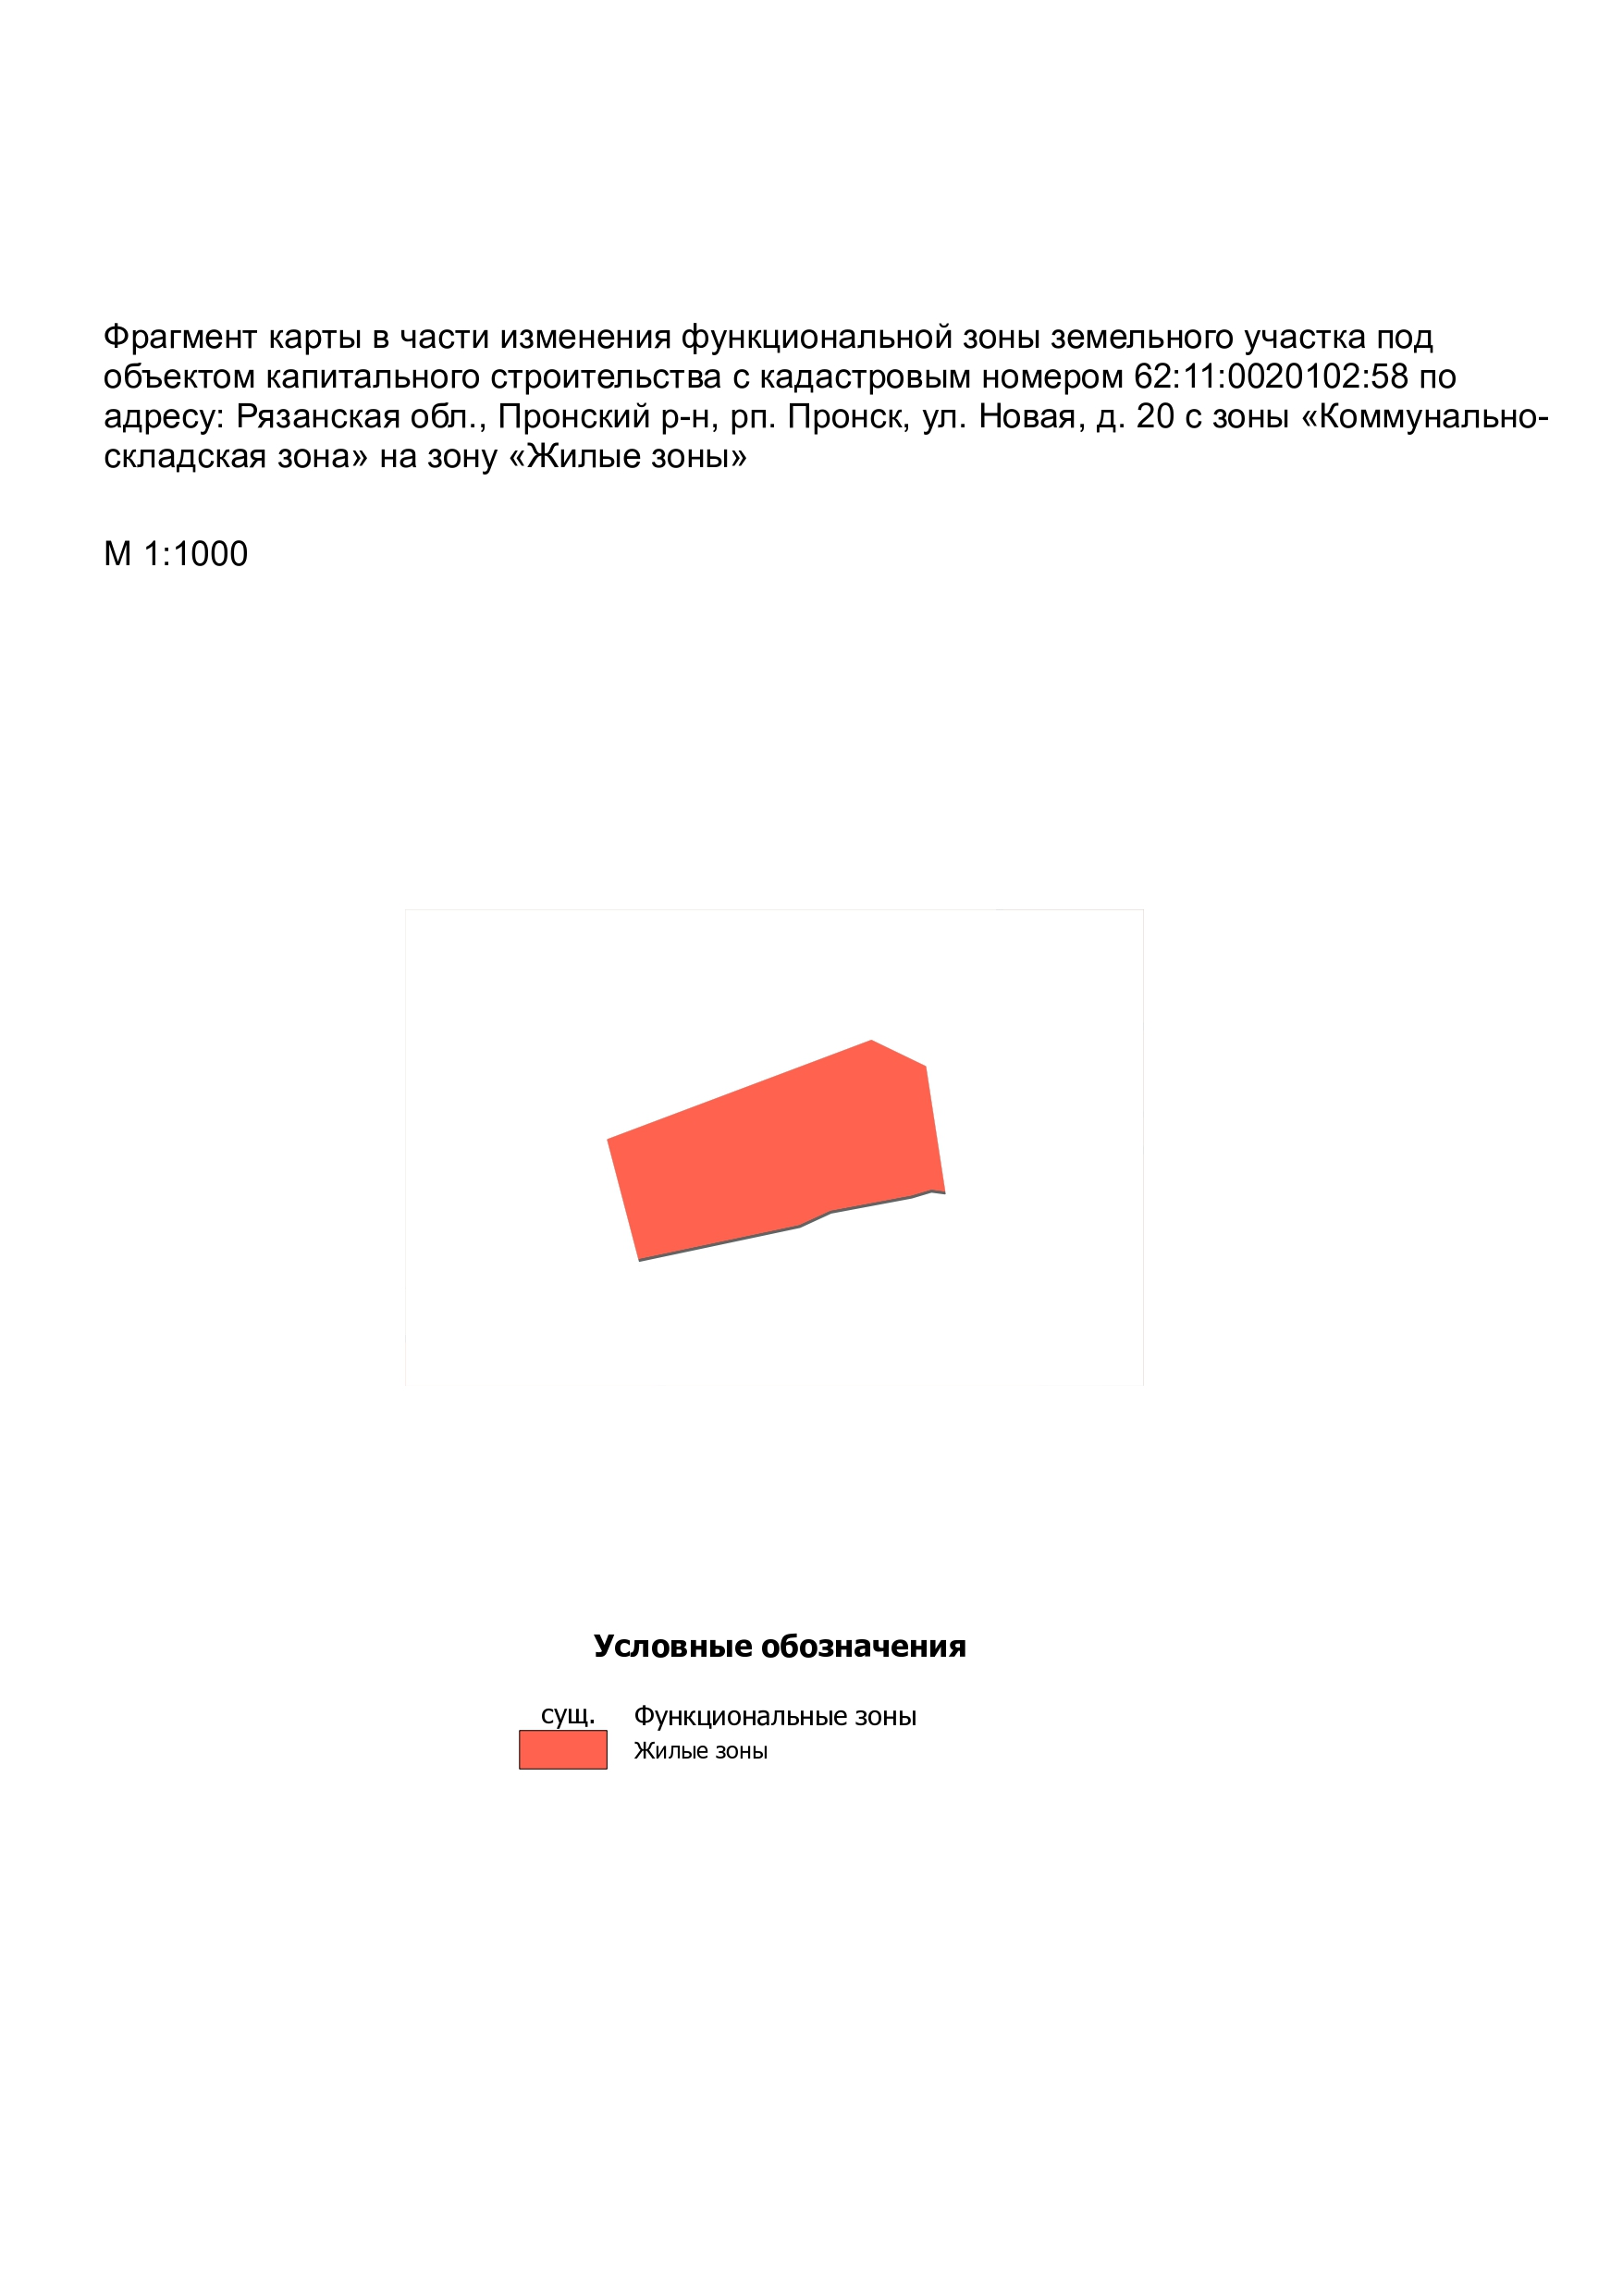 Фрагмент карты в части изменения функциональной зоны земельного участка под
объектом капитального строительства с кадастровым номером 62:11:0020102:58 по
адресу: Рязанская обл., Пронский р-н, рп. Пронск, ул. Новая, д. 20 с зоны «Коммунально-
складская зона» на зону «Жилые зоны»
М 1:1000
Условные обозначения
сущ. Функциональные зоны
Жилые зоны